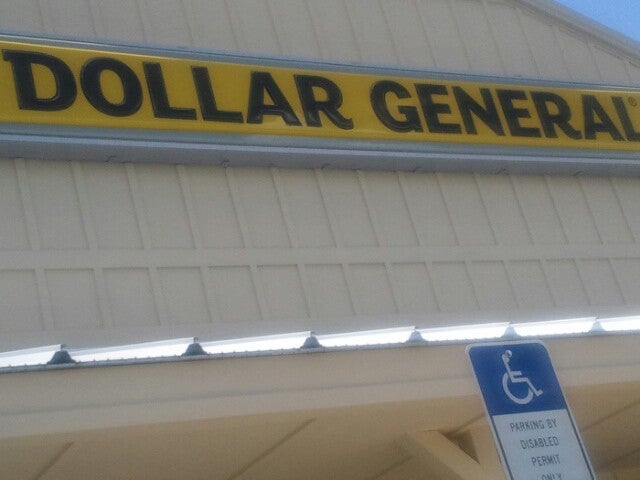 DOLLAR GENERAL
PARKING BY
DISABLED
PERMIT
ONLY